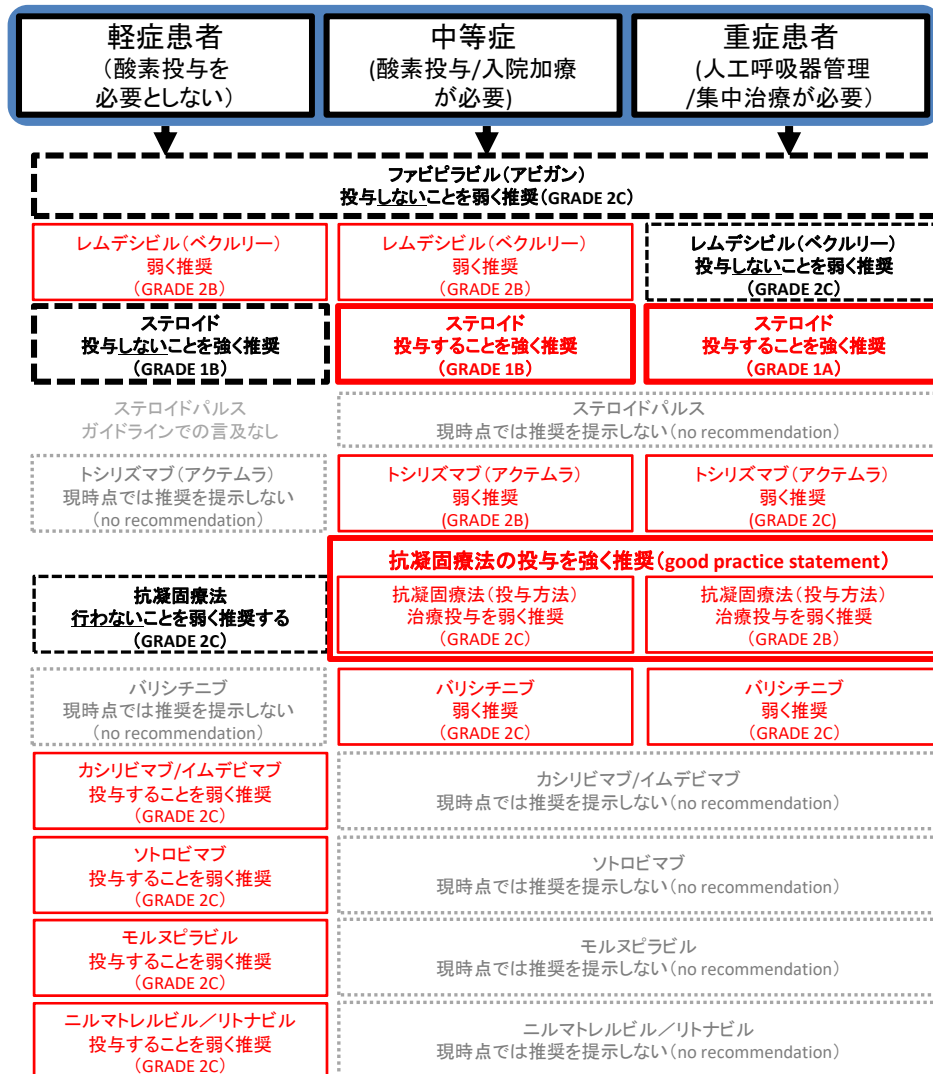 軽症患者
（酸素投与を
必要としない）
中等症
(酸素投与/入院加療
が必要)
重症患者
(人工呼吸器管理
/集中治療が必要）
ファビピラビル（アビガン）
投与しないことを弱く推奨（GRADE 2C）
レムデシビル（ベクルリー）
弱く推奨
（GRADE 2B）
レムデシビル（ベクルリー）
弱く推奨
（GRADE 2B）
レムデシビル（ベクルリー）
投与しないことを弱く推奨
（GRADE 2C）
ステロイド
投与しないことを強く推奨
（GRADE 1B）
ステロイド
投与することを強く推奨
（GRADE 1B）
ステロイド
投与することを強く推奨
（GRADE 1A）
ステロイドパルス
ガイドラインでの言及なし
ステロイドパルス
現時点では推奨を提示しない（no recommendation）
トシリズマブ（アクテムラ）
現時点では推奨を提示しない
（no recommendation）
トシリズマブ（アクテムラ）
弱く推奨
(GRADE 2B)
トシリズマブ（アクテムラ）
弱く推奨
(GRADE 2C)
抗凝固療法の投与を強く推奨（good practice statement）
抗凝固療法
行わないことを弱く推奨する
（GRADE 2C）
抗凝固療法（投与方法）
治療投与を弱く推奨
（GRADE 2C）
抗凝固療法（投与方法）
治療投与を弱く推奨
（GRADE 2B）
バリシチニブ
現時点では推奨を提示しない
（no recommendation）
バリシチニブ
弱く推奨
（GRADE 2C）
バリシチニブ
弱く推奨
（GRADE 2C）
カシリビマブ/イムデビマブ
投与することを弱く推奨
（GRADE 2C）
カシリビマブ/イムデビマブ
現時点では推奨を提示しない（no recommendation）
ソトロビマブ
投与することを弱く推奨
（GRADE 2C）
ソトロビマブ
現時点では推奨を提示しない（no recommendation）
モルヌピラビル
投与することを弱く推奨
（GRADE 2C）
モルヌピラビル
現時点では推奨を提示しない（no recommendation）
ニルマトレルビル／リトナビル
投与することを弱く推奨
（GRADE 2C）
ニルマトレルビル／リトナビル
現時点では推奨を提示しない（no recommendation）